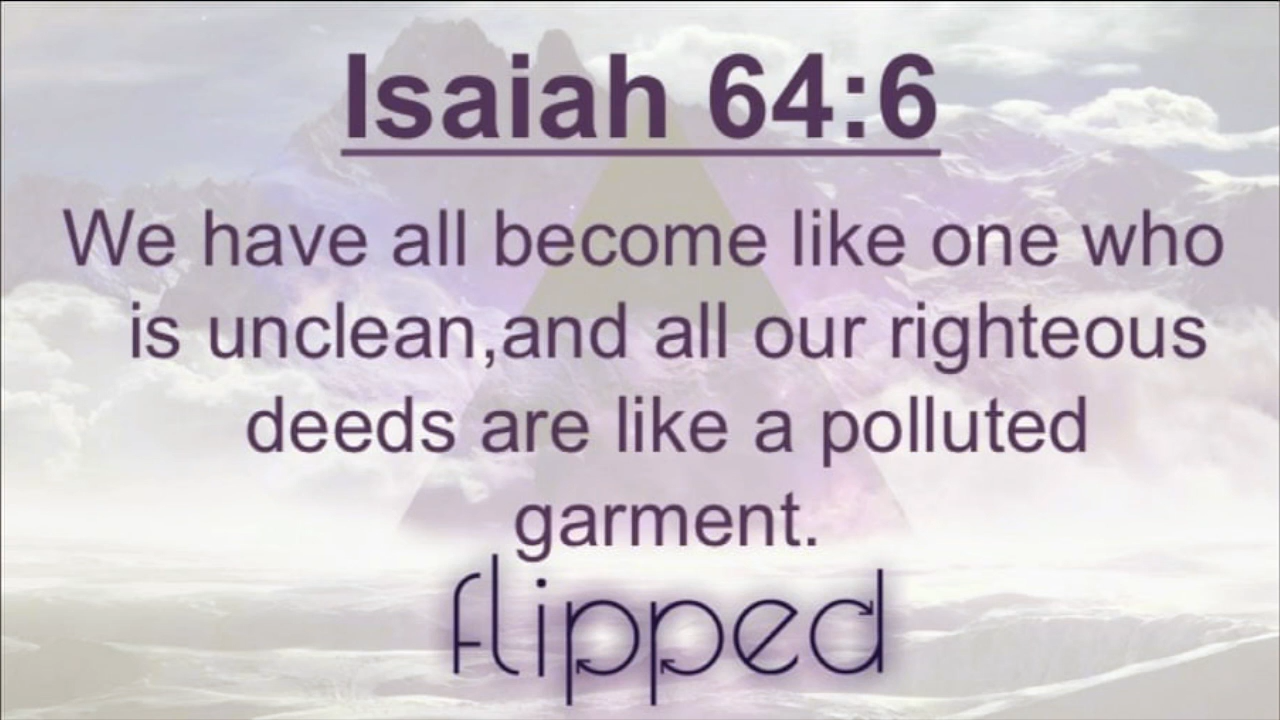 Isaiah 64:6
We have all become like one who
is unclean,and all our righteous
deeds are like a polluted
garment.
flipped